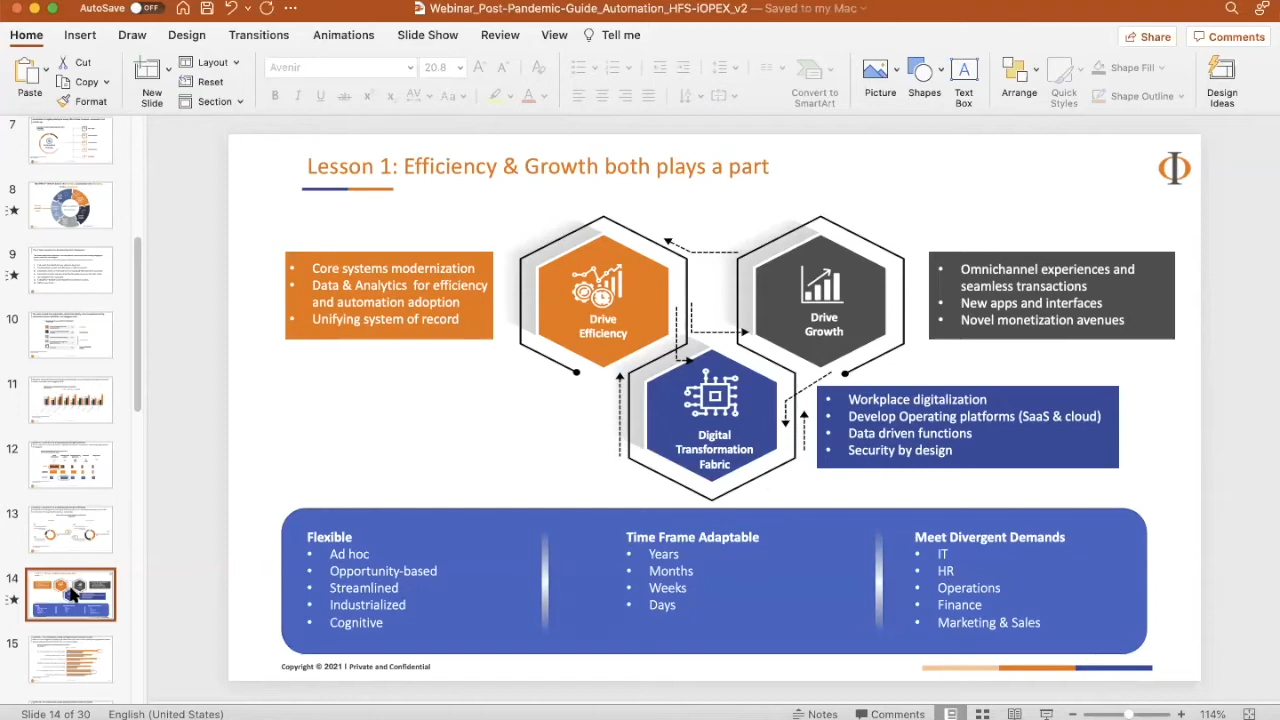 AutoSave OFF
Webinar_Post-Pandemic-Guide_Automation_HFS-iOPEX_v2 — Saved to my Mac
Home Insert Draw Design Transitions Animations Slide Show Review View Tell me
Share Comments
Paste
Cut
Copy
Format
New Slide
Layout
Reset
Section
Avenir 20.8
Convert to SmartArt
Picture
Shapes
Text Box
Arrange
Quick Styles
Shape Fill
Shape Outline
Design Ideas
7
8
9
10
11
12
13
14
15
Lesson 1: Efficiency & Growth both plays a part
• Core systems modernization
• Data & Analytics for efficiency
and automation adoption
• Unifying system of record
Drive
Efficiency
Drive
Growth
Omnichannel experiences and
seamless transactions
• New apps and interfaces
• Novel monetization avenues
Digital
Transformation
Fabric
• Workplace digitalization
• Develop Operating platforms (SaaS & cloud)
• Data driven functions
• Security by design
Flexible
• Ad hoc
• Opportunity-based
• Streamlined
• Industrialized
• Cognitive
Time Frame Adaptable
• Years
• Months
• Weeks
• Days
Meet Divergent Demands
• IT
• HR
• Operations
• Finance
• Marketing & Sales
Copyright © 2021 | Private and Confidential
Slide 14 of 30 English (United States)
Notes Comments 114%